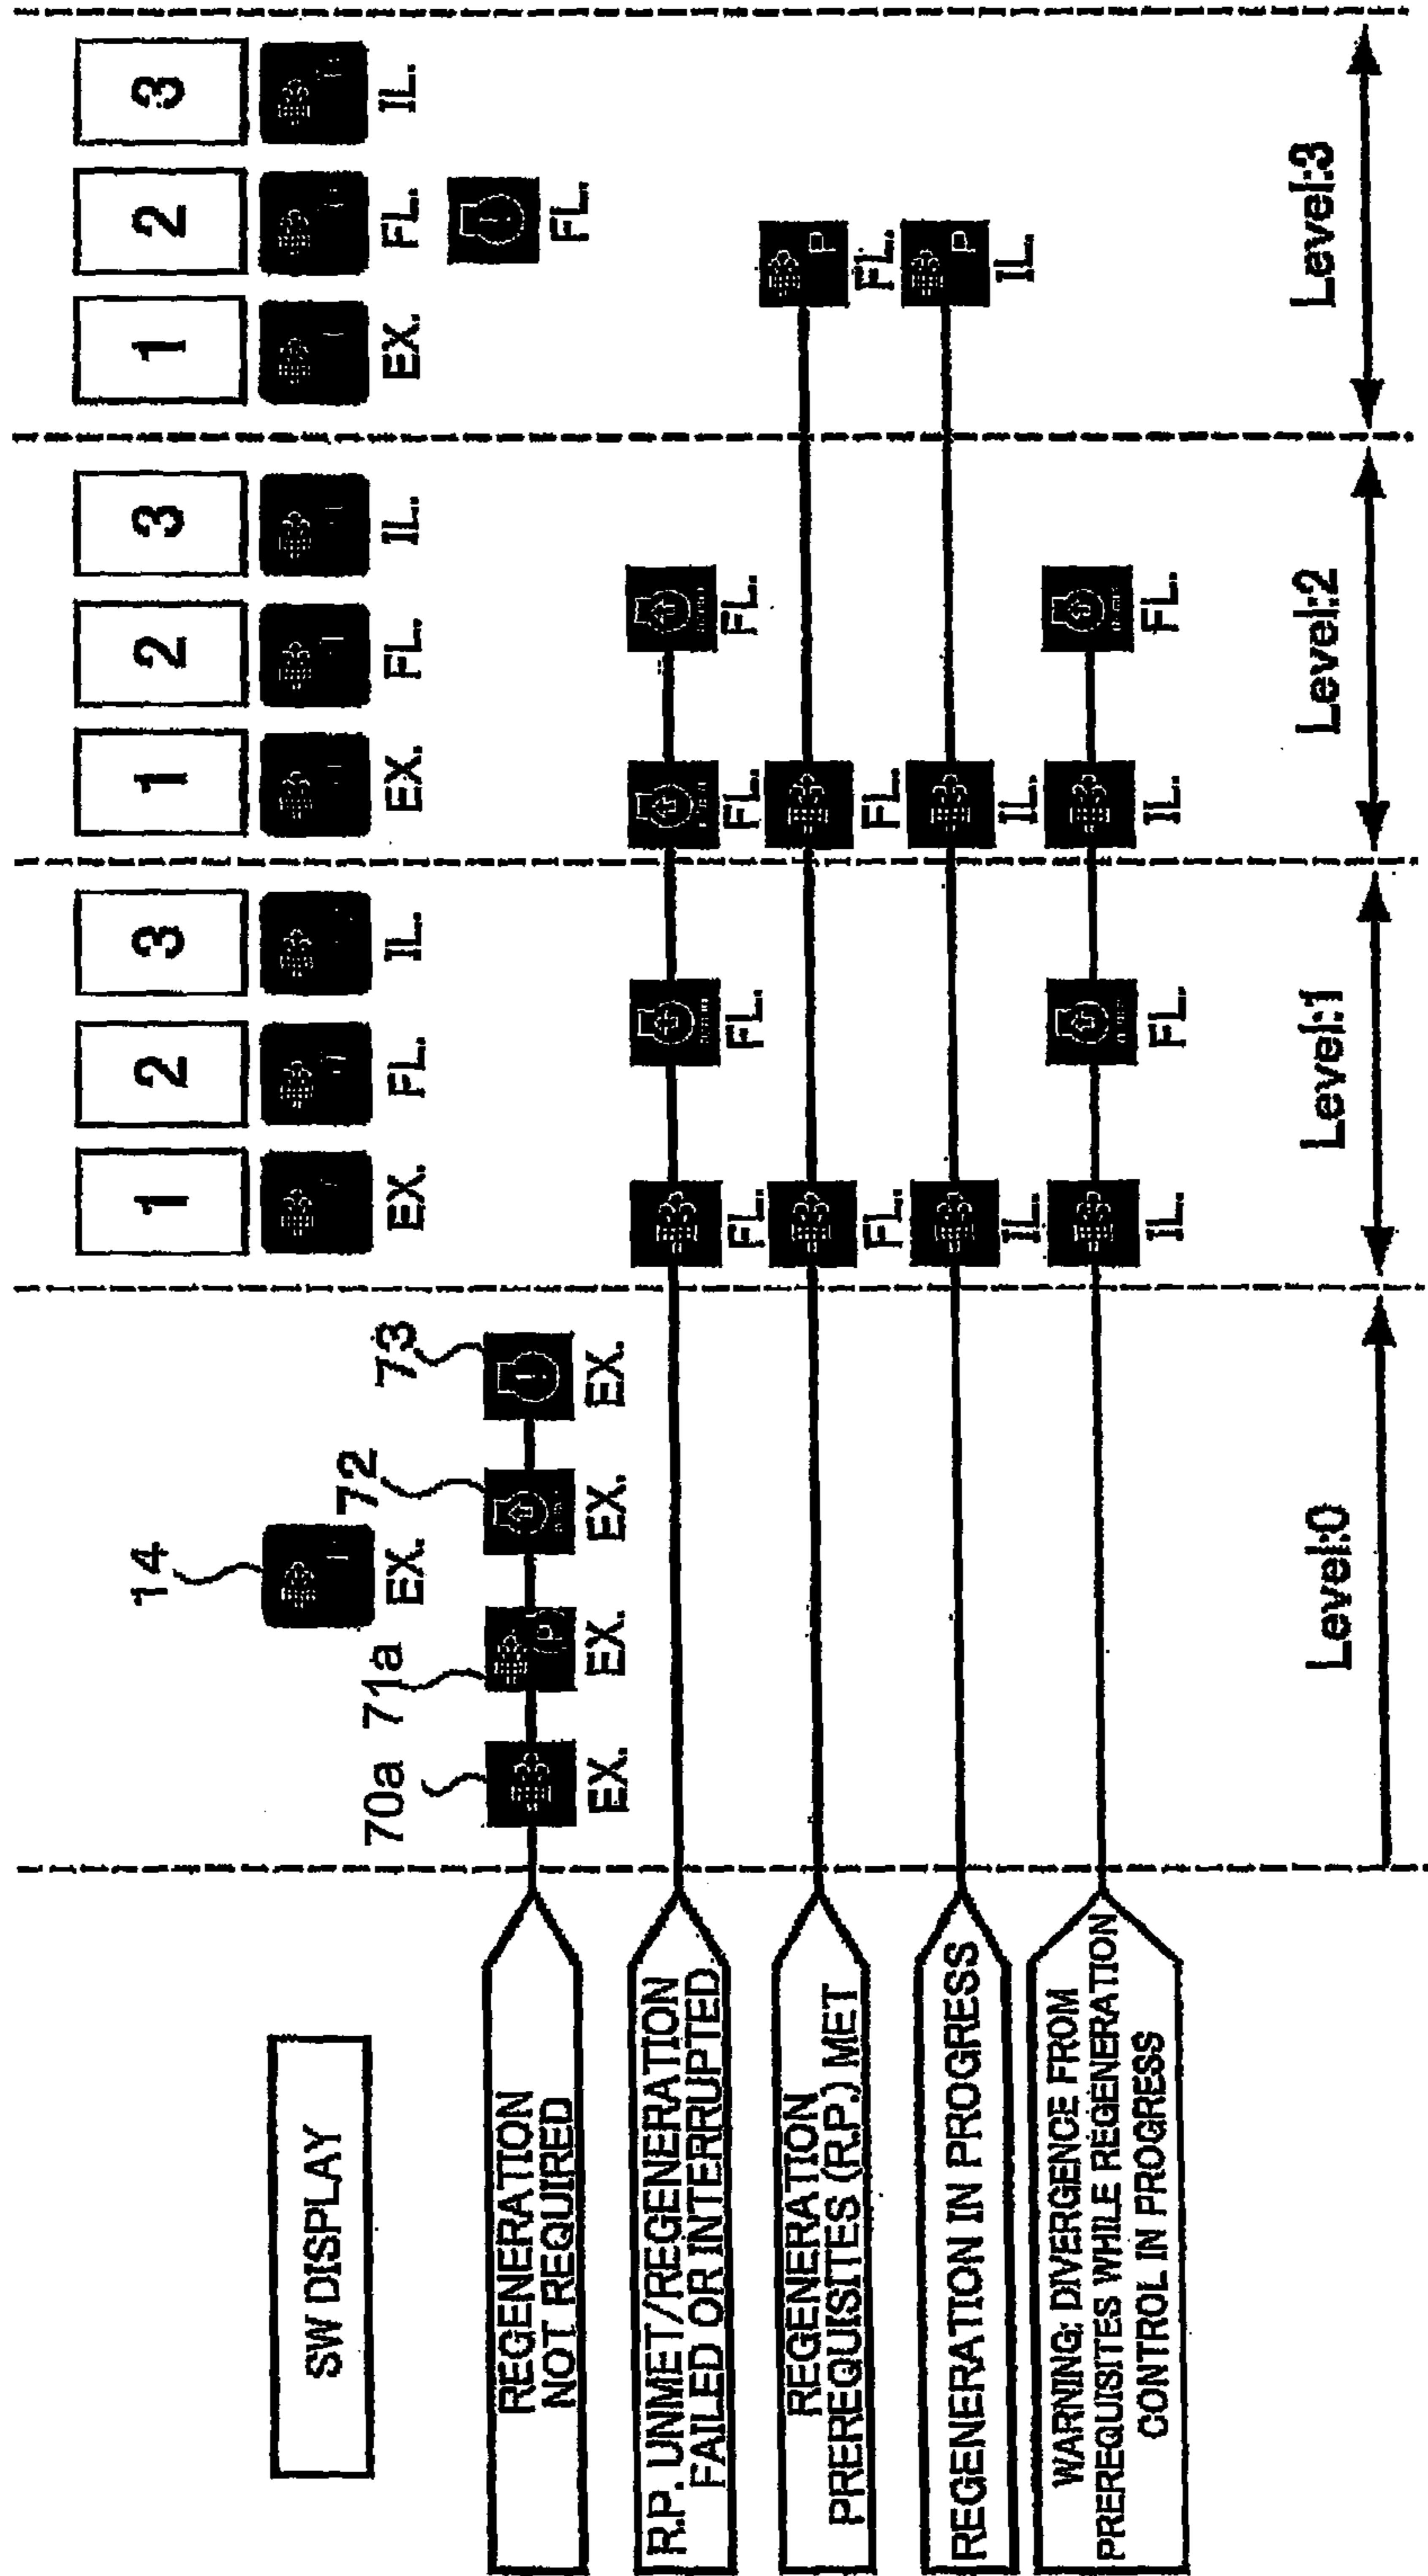 SW DISPLAY
14
EX.
1
2
3
EX.
FL.
IL.
1
2
3
EX.
FL.
IL.
1
2
3
EX.
FL.
IL.
FL.
REGENERATION
NOT REQUIRED
70a
71a
72
73
EX.
EX.
EX.
EX.
R.P. UNMET/REGENERATION
FAILED OR INTERRUPTED
FL.
FL.
FL.
FL.
REGENERATION
PREREQUISITES (R.P.) MET
FL.
FL.
FL.
REGENERATION IN PROGRESS
IL.
IL.
IL.
WARNING: DIVERGENCE FROM
PREREQUISITES WHILE REGENERATION
CONTROL IN PROGRESS
IL.
FL.
IL.
FL.
Level:0
Level:1
Level:2
Level:3